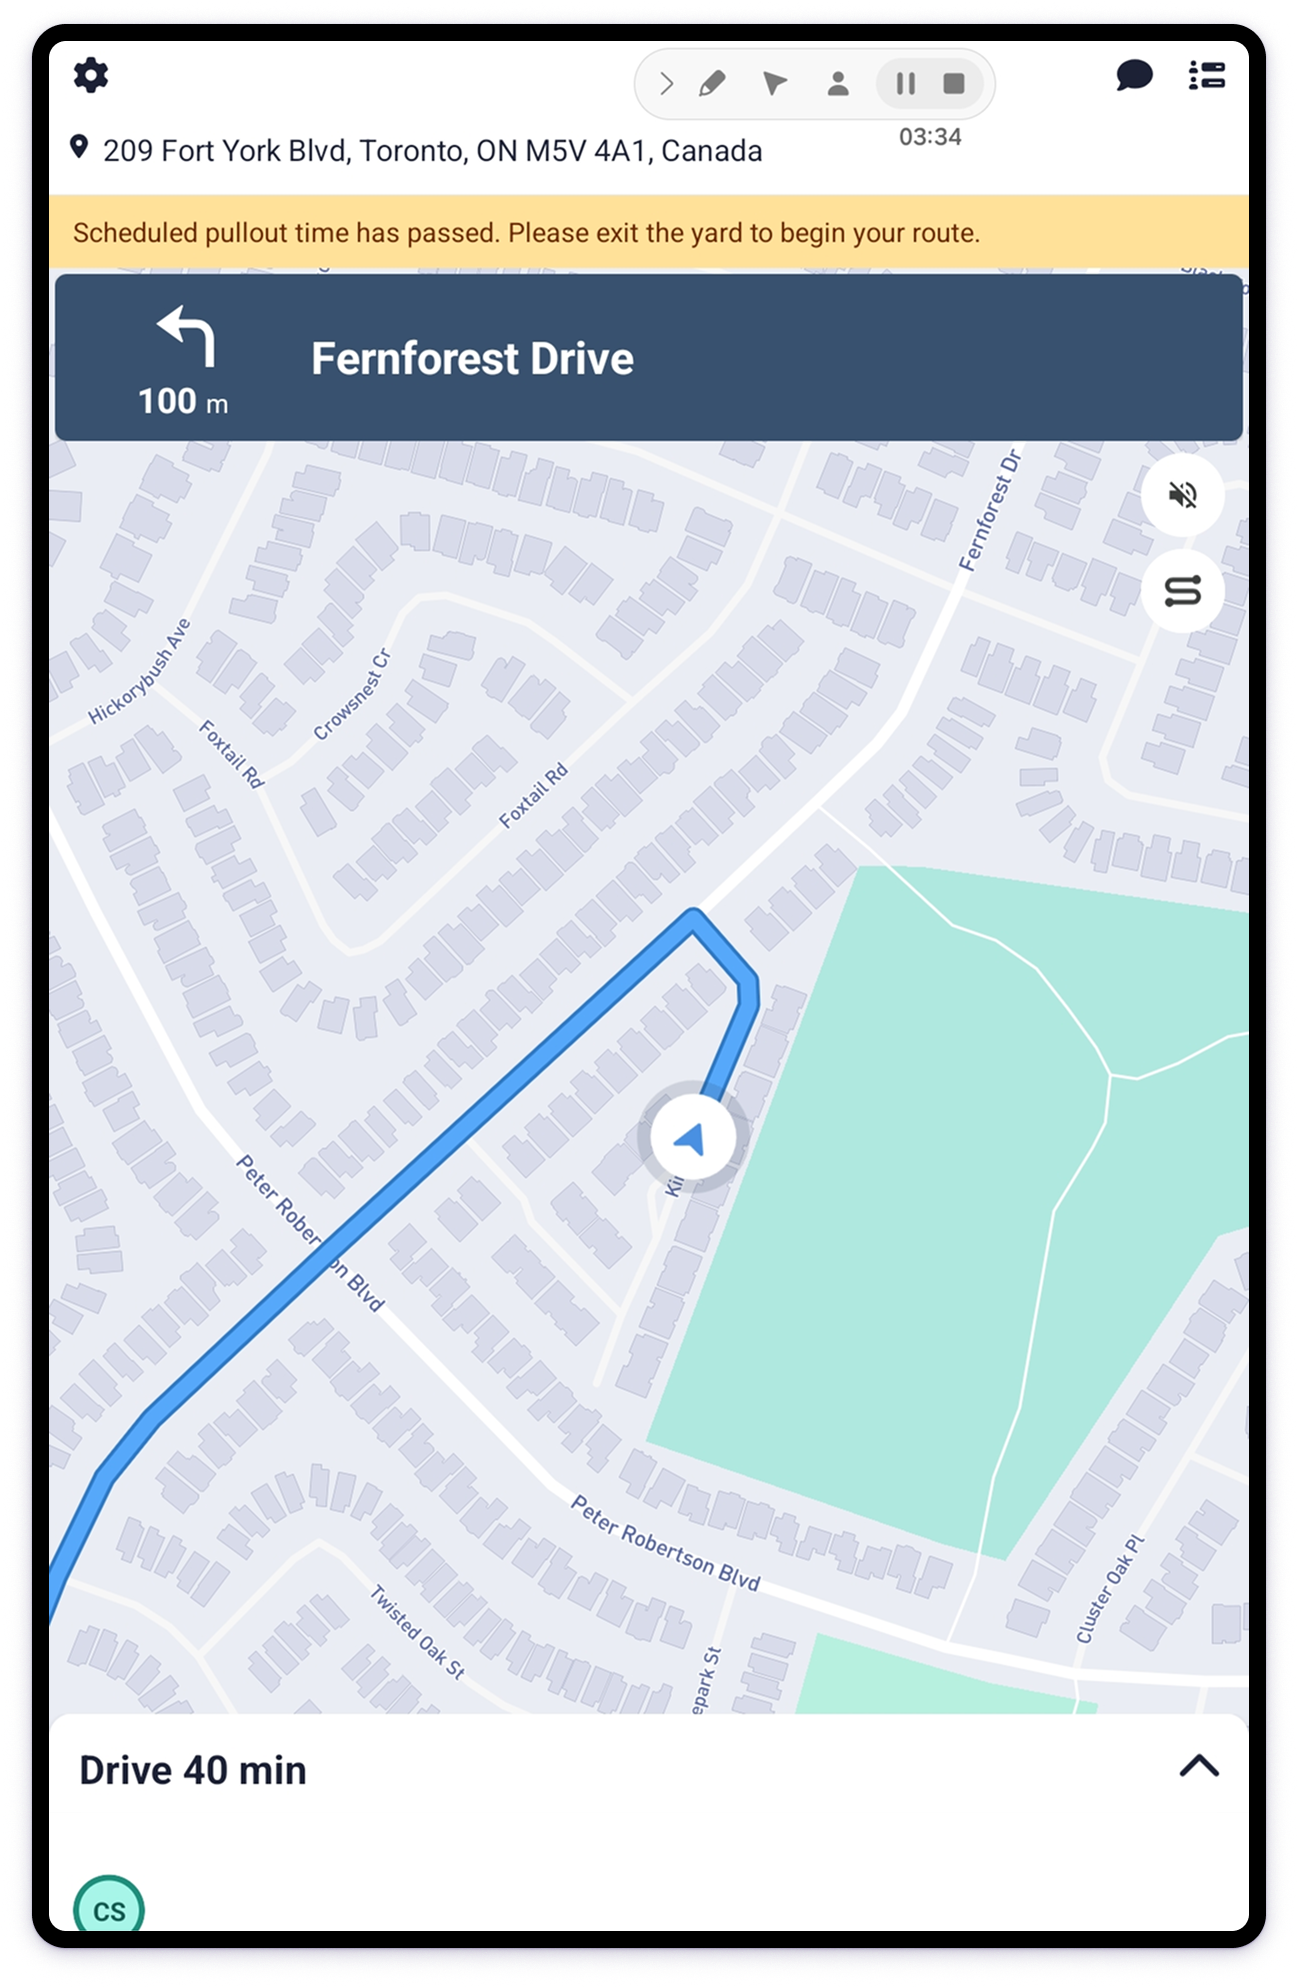 03:34
209 Fort York Blvd, Toronto, ON M5V 4A1, Canada
Scheduled pullout time has passed. Please exit the yard to begin your route.
Fernforest Drive
100 m
Fernforest Dr
Hickorybush Ave
Crowsnest Cr
Foxtail Rd
Foxtail Rd
Peter Robertson Blvd
Peter Robertson Blvd
Cluster Oak Pl
Twisted Oak St
epark St
Drive 40 min
CS